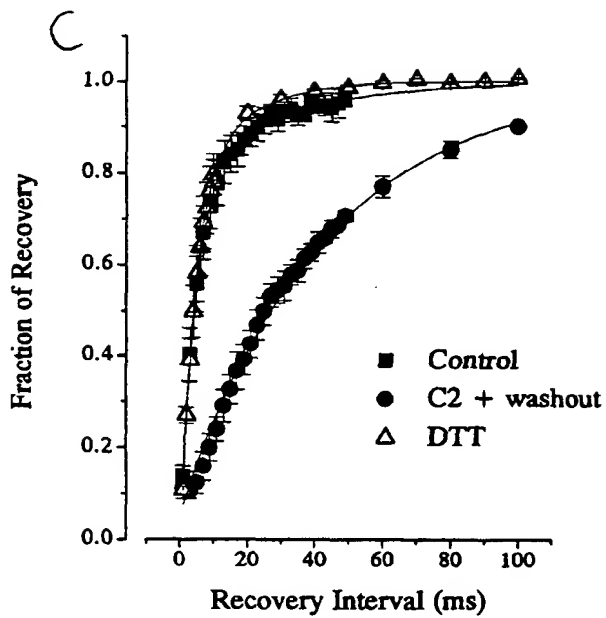 C
1.0
0.8
0.6
0.4
0.2
0.0
Fraction of Recovery
Control
C2 + washout
DTT
0 20 40 60 80 100
Recovery Interval (ms)